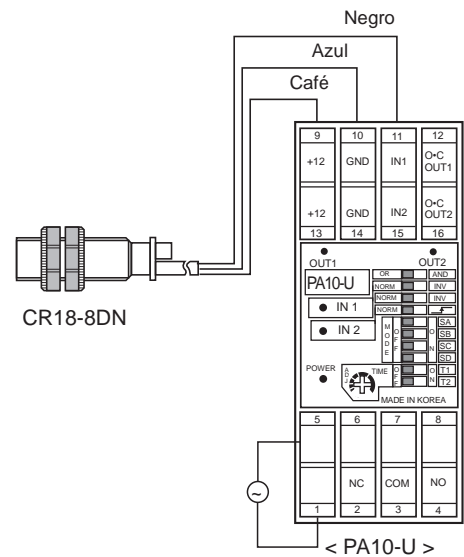 Negro
Azul
Café
9 10 11 12
+12 GND IN1 O•C OUT1
+12 GND IN2 O•C OUT2
13 14 15 16
OUT1 OUT2
PA10-U
OR AND
NORM INV
NORM INV
NORM
IN 1
IN 2
MODE OFF ON SA
SB
SC
SD
POWER ADJ TIME OFF ON T1
T2
MADE IN KOREA
5 6 7 8
NC COM NO
1 2 3 4
~
CR18-8DN
< PA10-U >